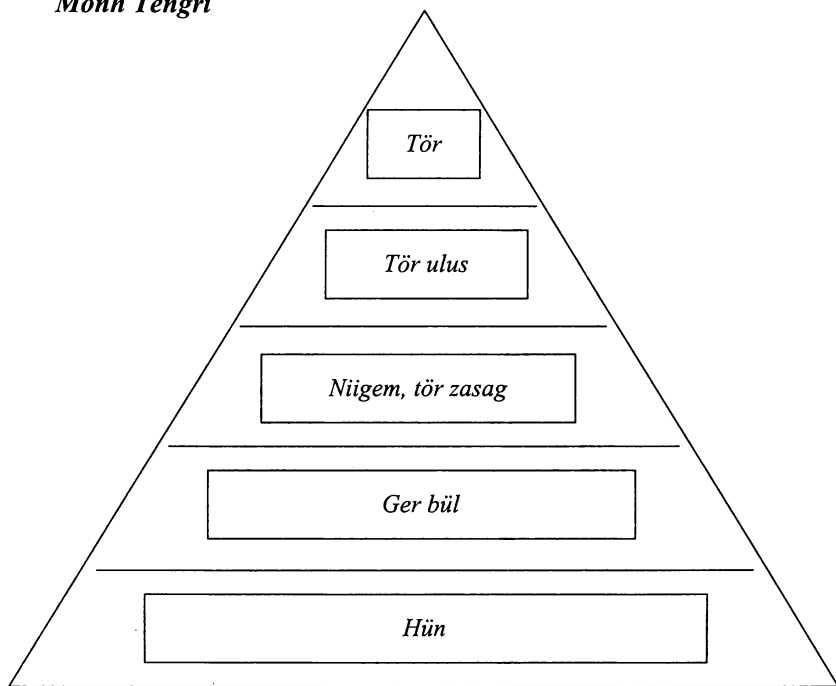 Mönh Tengri
Tör
Tör ulus
Niigem, tör zasag
Ger bül
Hün